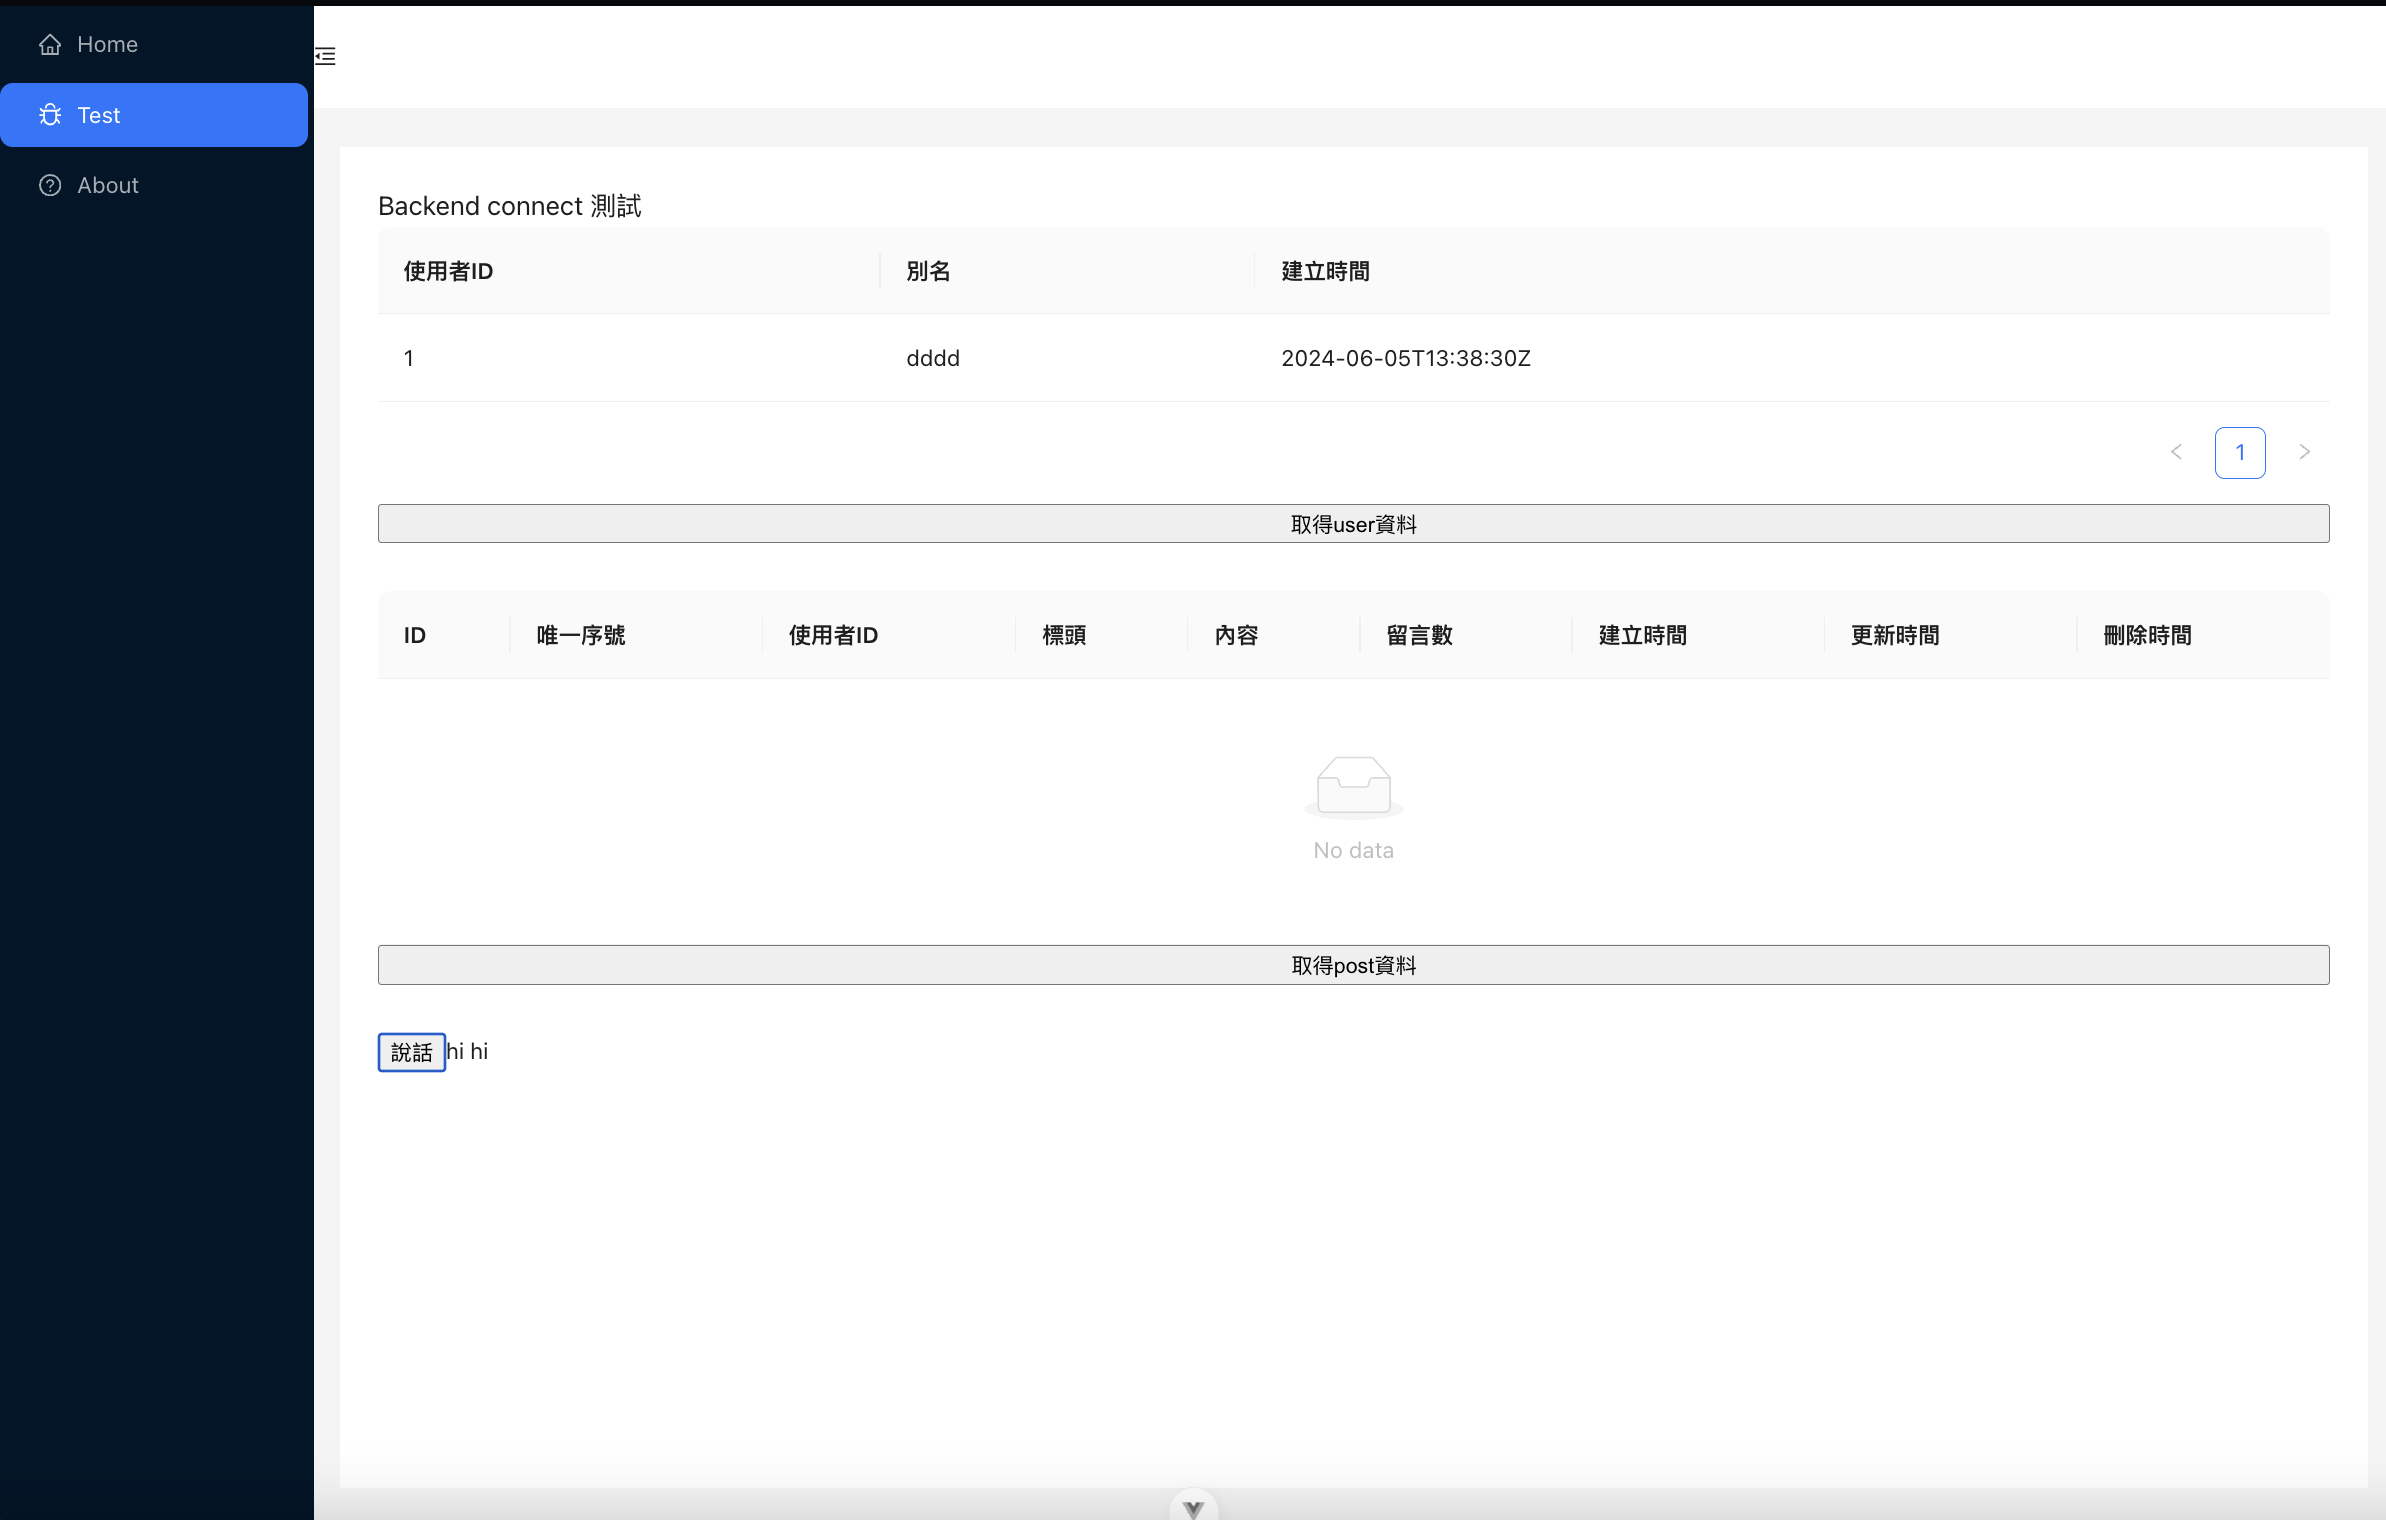 Home
Test
About
Backend connect 測試
使用者ID 別名 建立時間
1 dddd 2024-06-05T13:38:30Z
1
取得user資料
ID 唯一序號 使用者ID 標頭 內容 留言數 建立時間 更新時間 刪除時間
No data
取得post資料
說話 hi hi